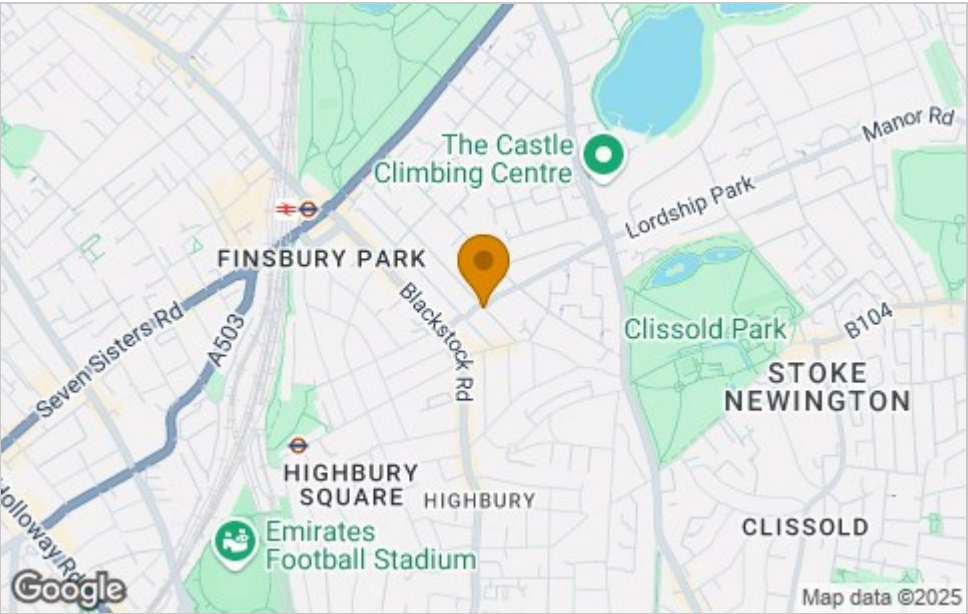 Manor Rd
The Castle
Climbing Centre
Lordship Park
FINSBURY PARK
Blackstock Rd
Seven Sisters Rd
A503
Clissold Park
B104
STOKE
NEWINGTON
HIGHBURY
SQUARE
HIGHBURY
Holloway Rd
CLISSOLD
Emirates
Football Stadium
Google
Map data ©2025